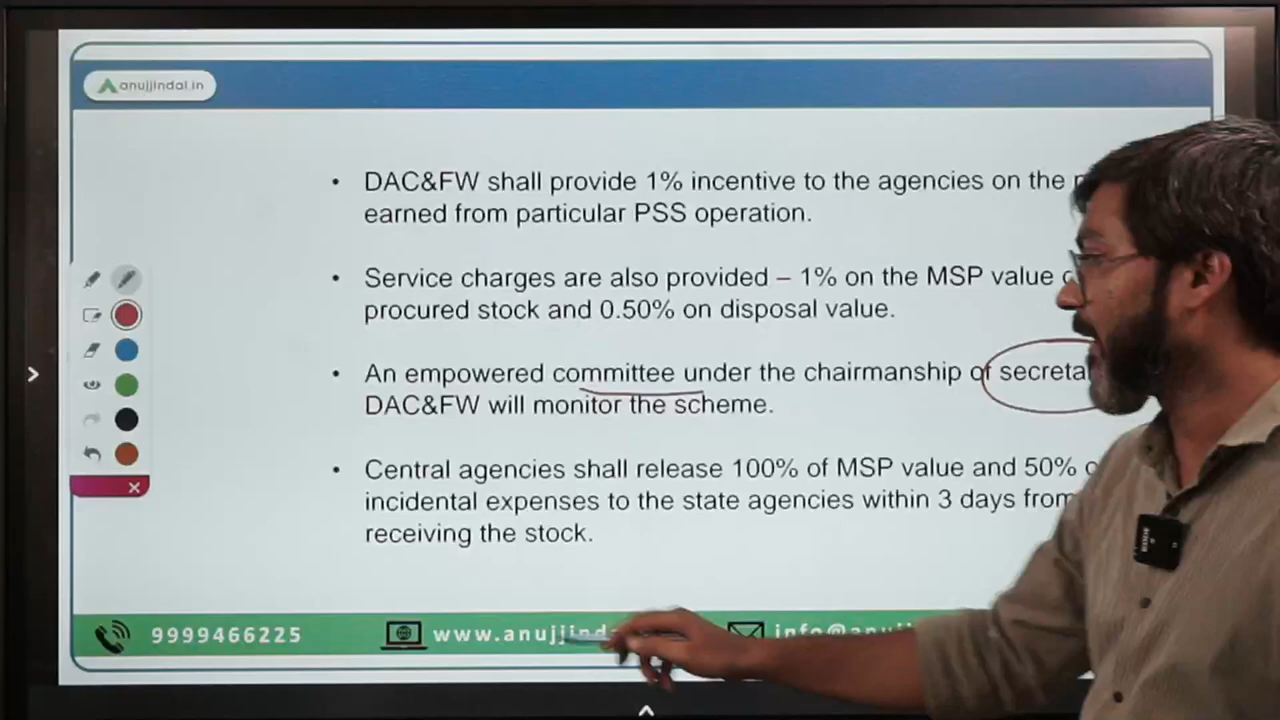 anujjindal.in
• DAC&FW shall provide 1% incentive to the agencies on the
earned from particular PSS operation.
• Service charges are also provided – 1% on the MSP value
procured stock and 0.50% on disposal value.
• An empowered committee under the chairmanship of
DAC&FW will monitor the scheme.
• Central agencies shall release 100% of MSP value and 50%
incidental expenses to the state agencies within 3 days from
receiving the stock.
9999466225